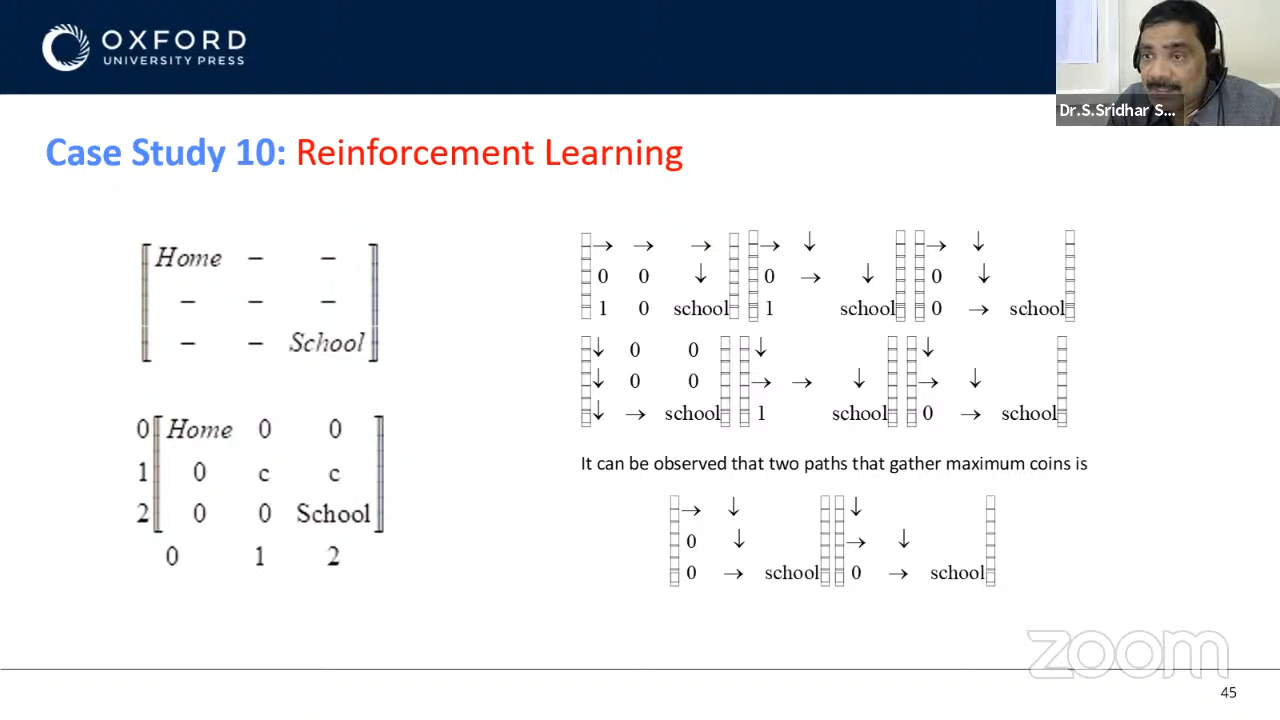 OXFORD
UNIVERSITY PRESS
Dr.S.Sridhar S...
Case Study 10: Reinforcement Learning
Home – –
– – –
– – School
0 Home 0 0
1 0 c c
2 0 0 School
0 1 2
→ → → → ↓ → ↓
0 0 ↓ 0 → ↓ 0 ↓
1 0 school 1 school 0 → school
↓ 0 0 ↓ ↓
↓ 0 0 → → ↓ → ↓
↓ → school 1 school 0 → school
It can be observed that two paths that gather maximum coins is
→ ↓ ↓
0 ↓ → ↓
0 → school 0 → school
zoom
45